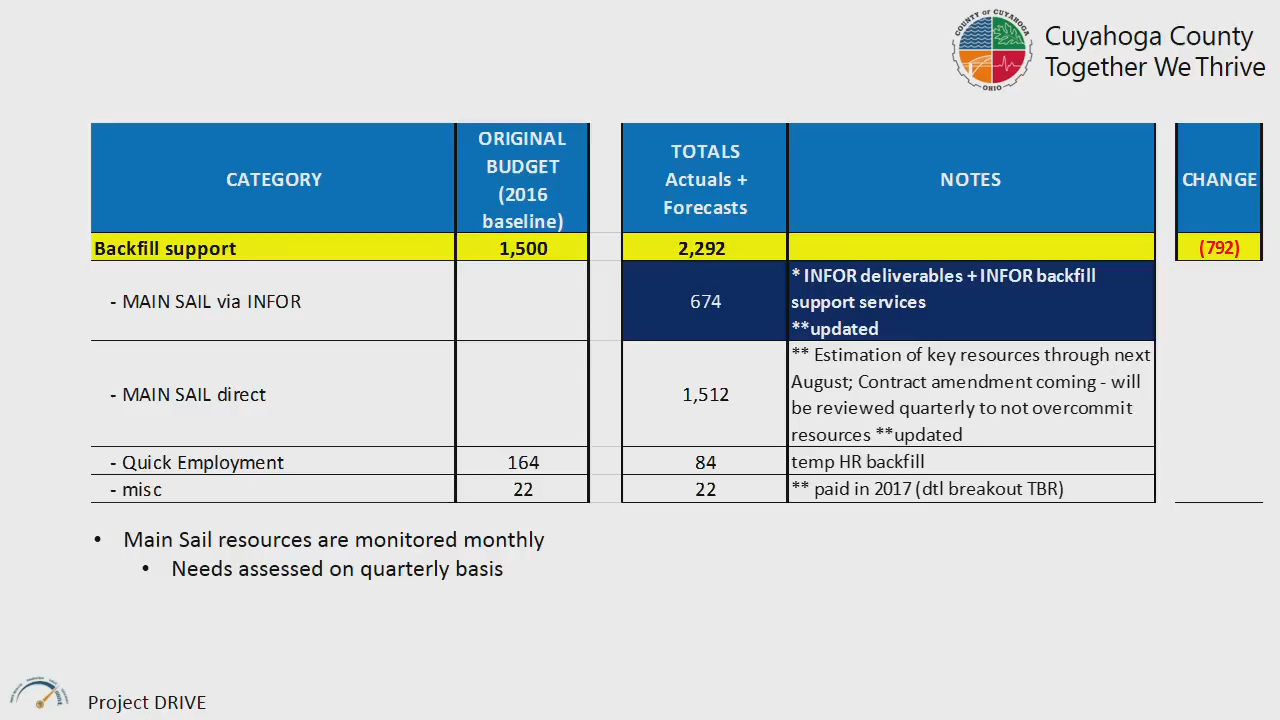 COUNTY OF CUYAHOGA
OHIO
Cuyahoga County
Together We Thrive
CATEGORY
ORIGINAL
BUDGET
(2016
baseline)
TOTALS
Actuals +
Forecasts
NOTES
CHANGE
Backfill support 1,500 2,292 (792)
- MAIN SAIL via INFOR 674
* INFOR deliverables + INFOR backfill
support services
**updated
- MAIN SAIL direct 1,512
** Estimation of key resources through next
August; Contract amendment coming - will
be reviewed quarterly to not overcommit
resources **updated
- Quick Employment 164 84 temp HR backfill
- misc 22 22 ** paid in 2017 (dtl breakout TBR)
• Main Sail resources are monitored monthly
• Needs assessed on quarterly basis
Project DRIVE